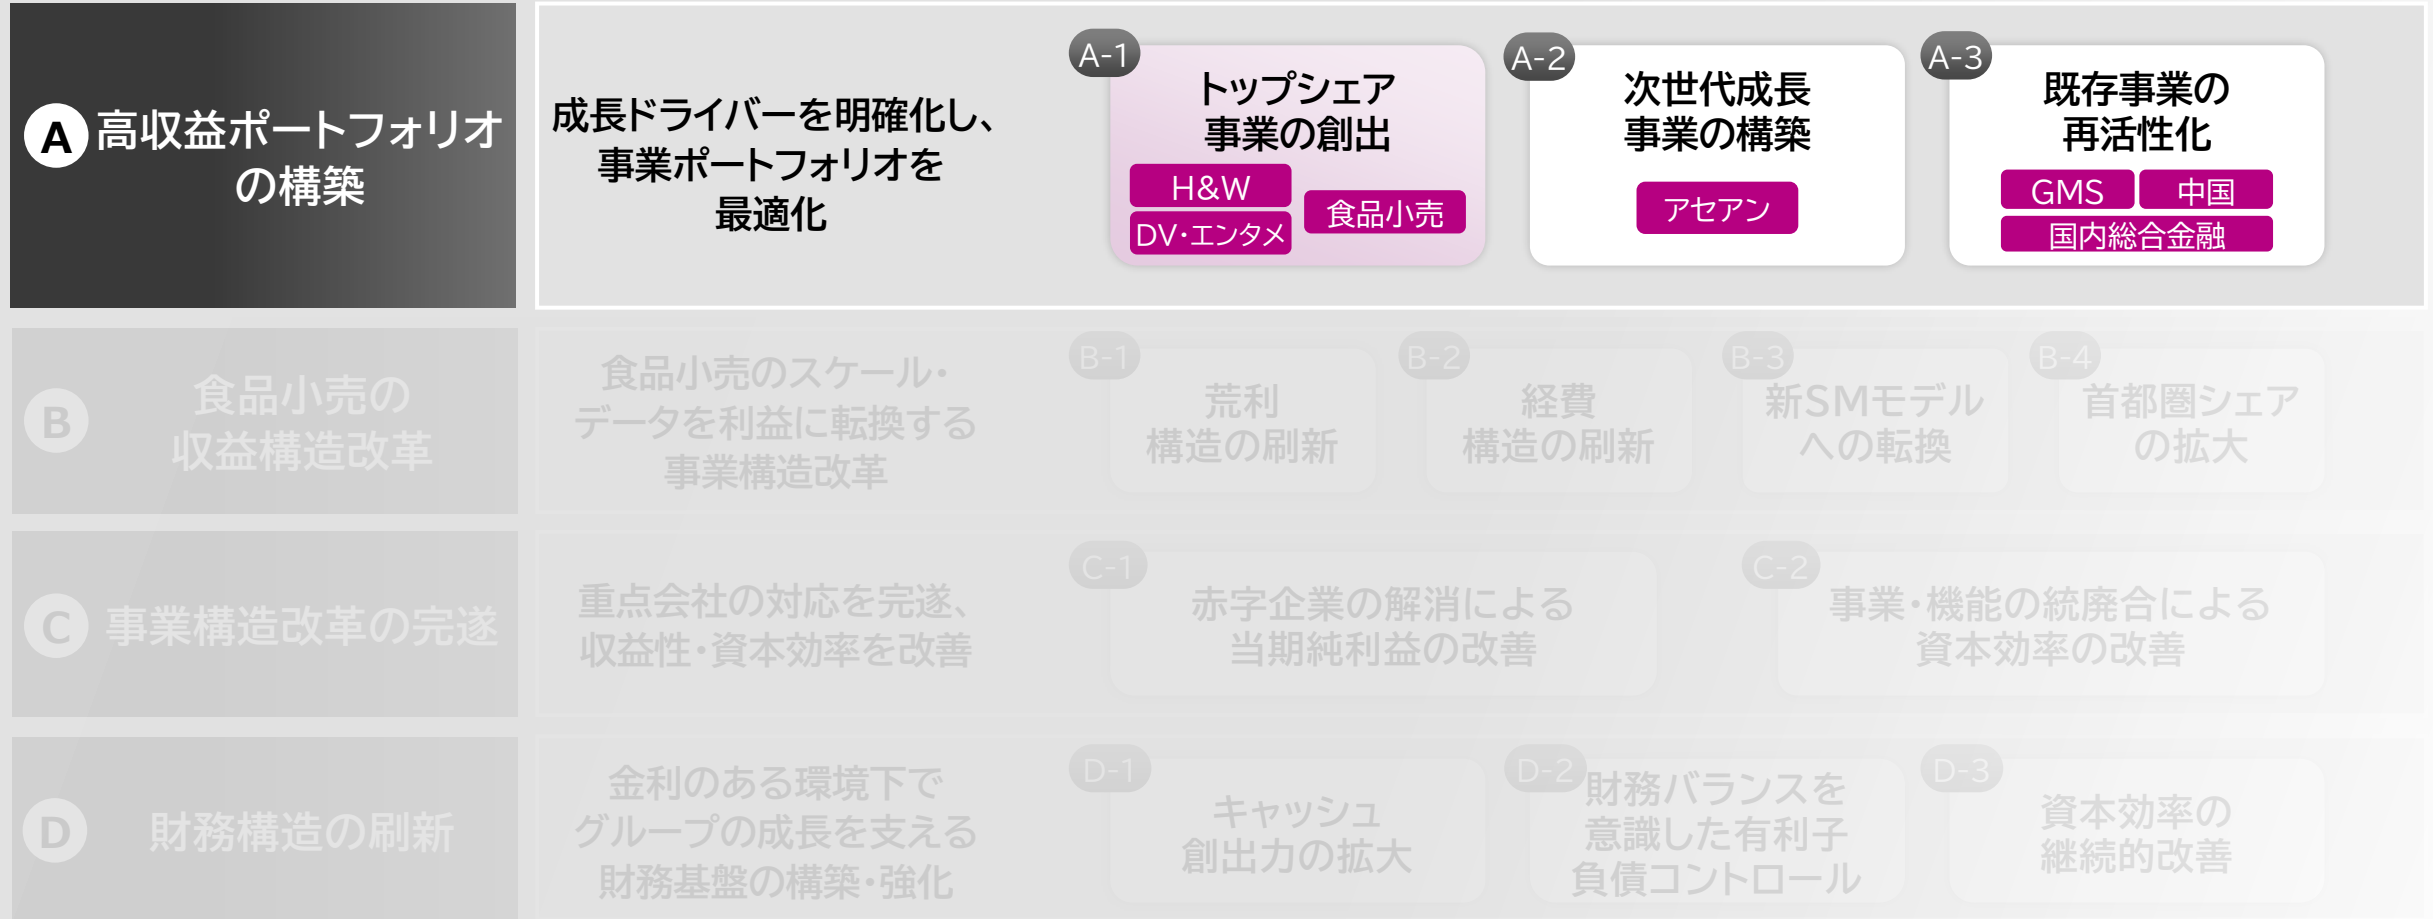 A
高収益ポートフォリオ
の構築
成長ドライバーを明確化し、
事業ポートフォリオを
最適化
A-1
トップシェア
事業の創出
H&W
DV・エンタメ
食品小売
A-2
次世代成長
事業の構築
アセアン
A-3
既存事業の
再活性化
GMS
中国
国内総合金融
B
食品小売の
収益構造改革
食品小売のスケール・
データを利益に転換する
事業構造改革
B-1
荒利
構造の刷新
B-2
経費
構造の刷新
B-3
新SMモデル
への転換
B-4
首都圏シェア
の拡大
C
事業構造改革の完遂
重点会社の対応を完遂、
収益性・資本効率を改善
C-1
赤字企業の解消による
当期純利益の改善
C-2
事業・機能の統廃合による
資本効率の改善
D
財務構造の刷新
金利のある環境下で
グループの成長を支える
財務基盤の構築・強化
D-1
キャッシュ
創出力の拡大
D-2
財務バランスを
意識した有利子
負債コントロール
D-3
資本効率の
継続的改善